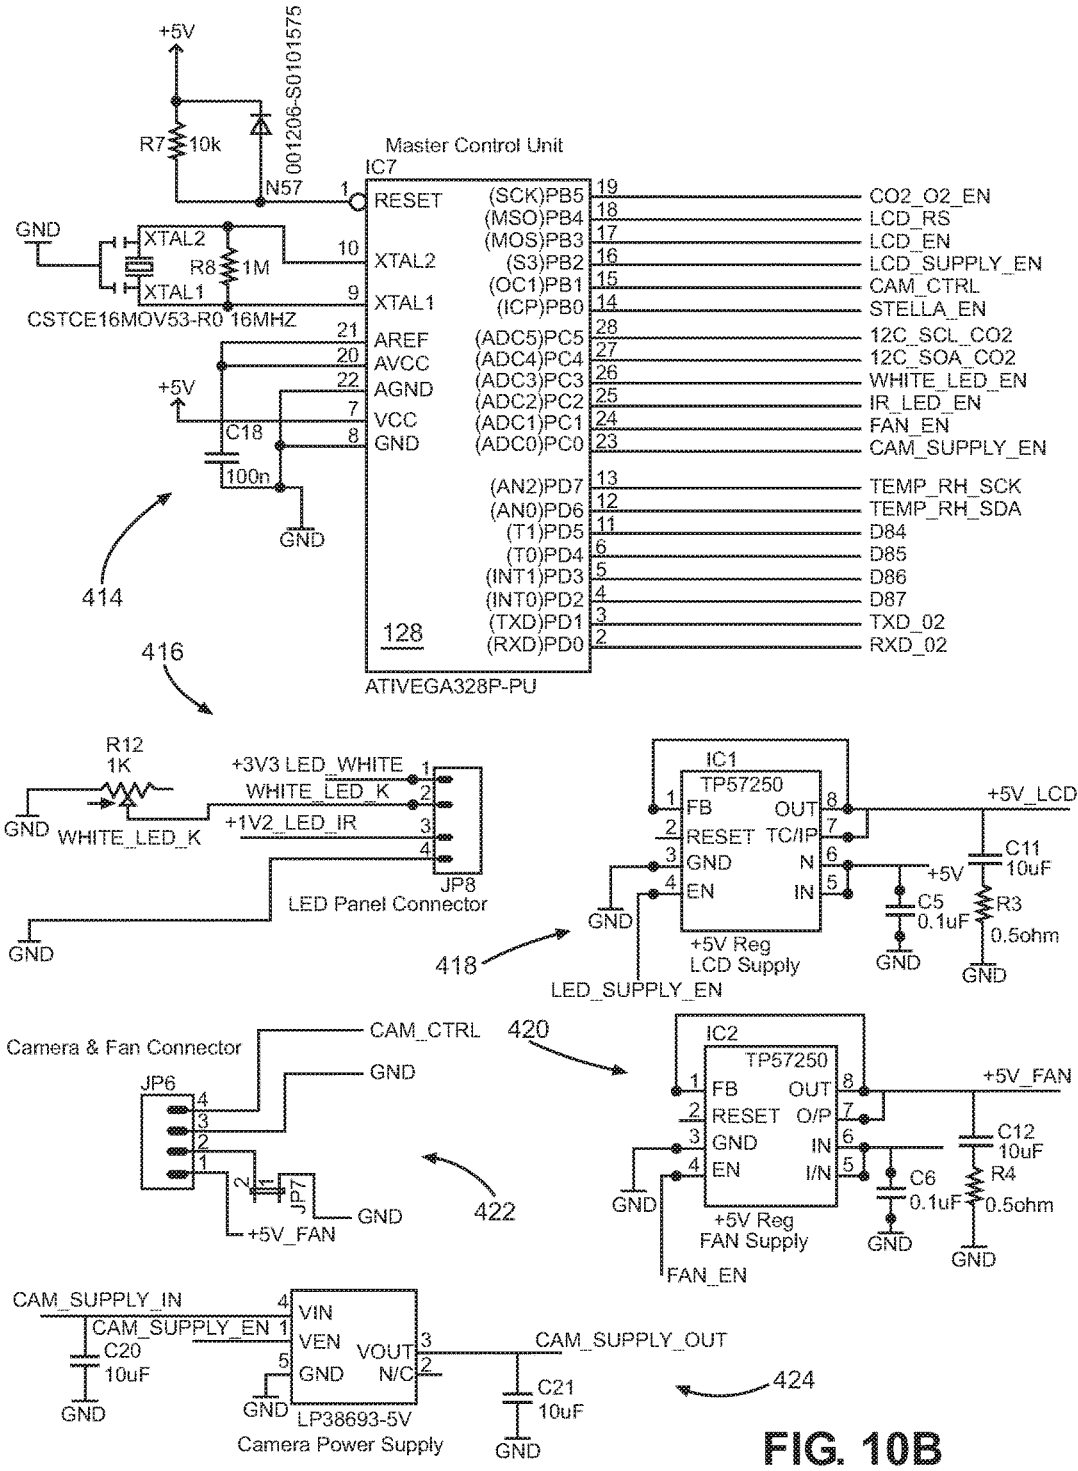 +5V
001206-S0101575
R7
10k
N57
Master Control Unit
IC7
1
RESET
GND
XTAL2
R8
1M
XTAL1
10
XTAL2
9
XTAL1
CSTCE16MOV53-R0 16MHZ
21
AREF
20
AVCC
22
AGND
+5V
7
VCC
C18
8
GND
100n
GND
(SCK)PB5 19 CO2_O2_EN
(MSO)PB4 18 LCD_RS
(MOS)PB3 17 LCD_EN
(S3)PB2 16 LCD_SUPPLY_EN
(OC1)PB1 15 CAM_CTRL
(ICP)PB0 14 STELLA_EN
(ADC5)PC5 28 12C_SCL_CO2
(ADC4)PC4 27 12C_SOA_CO2
(ADC3)PC3 26 WHITE_LED_EN
(ADC2)PC2 25 IR_LED_EN
(ADC1)PC1 24 FAN_EN
(ADC0)PC0 23 CAM_SUPPLY_EN
(AN2)PD7 13 TEMP_RH_SCK
(AN0)PD6 12 TEMP_RH_SDA
(T1)PD5 11 D84
(T0)PD4 6 D85
(INT1)PD3 5 D86
(INT0)PD2 4 D87
(TXD)PD1 3 TXD_02
(RXD)PD0 2 RXD_02
128
ATIVEGA328P-PU
414
416
R12
1K
GND
WHITE_LED_K
+3V3 LED_WHITE 1
WHITE_LED_K 2
+1V2_LED_IR 3
4
JP8
LED Panel Connector
GND
418
IC1
TP57250
1 FB OUT 8
2 RESET TC/IP 7
3 GND N 6
4 EN IN 5
GND
+5V_LCD
C11
10uF
+5V
C5
0.1uF
R3
0.5ohm
GND
GND
+5V Reg
LCD Supply
LED_SUPPLY_EN
Camera & Fan Connector
JP6
4
3
2
1
CAM_CTRL
GND
2
1
JP7
GND
+5V_FAN
422
420
IC2
TP57250
1 FB OUT 8
2 RESET O/P 7
3 GND IN 6
4 EN I/N 5
GND
+5V_FAN
C12
10uF
C6
0.1uF
R4
0.5ohm
GND
GND
+5V Reg
FAN Supply
FAN_EN
CAM_SUPPLY_IN
4 VIN
CAM_SUPPLY_EN 1 VEN
C20
10uF
GND
5 GND
GND
VOUT 3
N/C 2
CAM_SUPPLY_OUT
C21
10uF
GND
LP38693-5V
Camera Power Supply
424
FIG. 10B